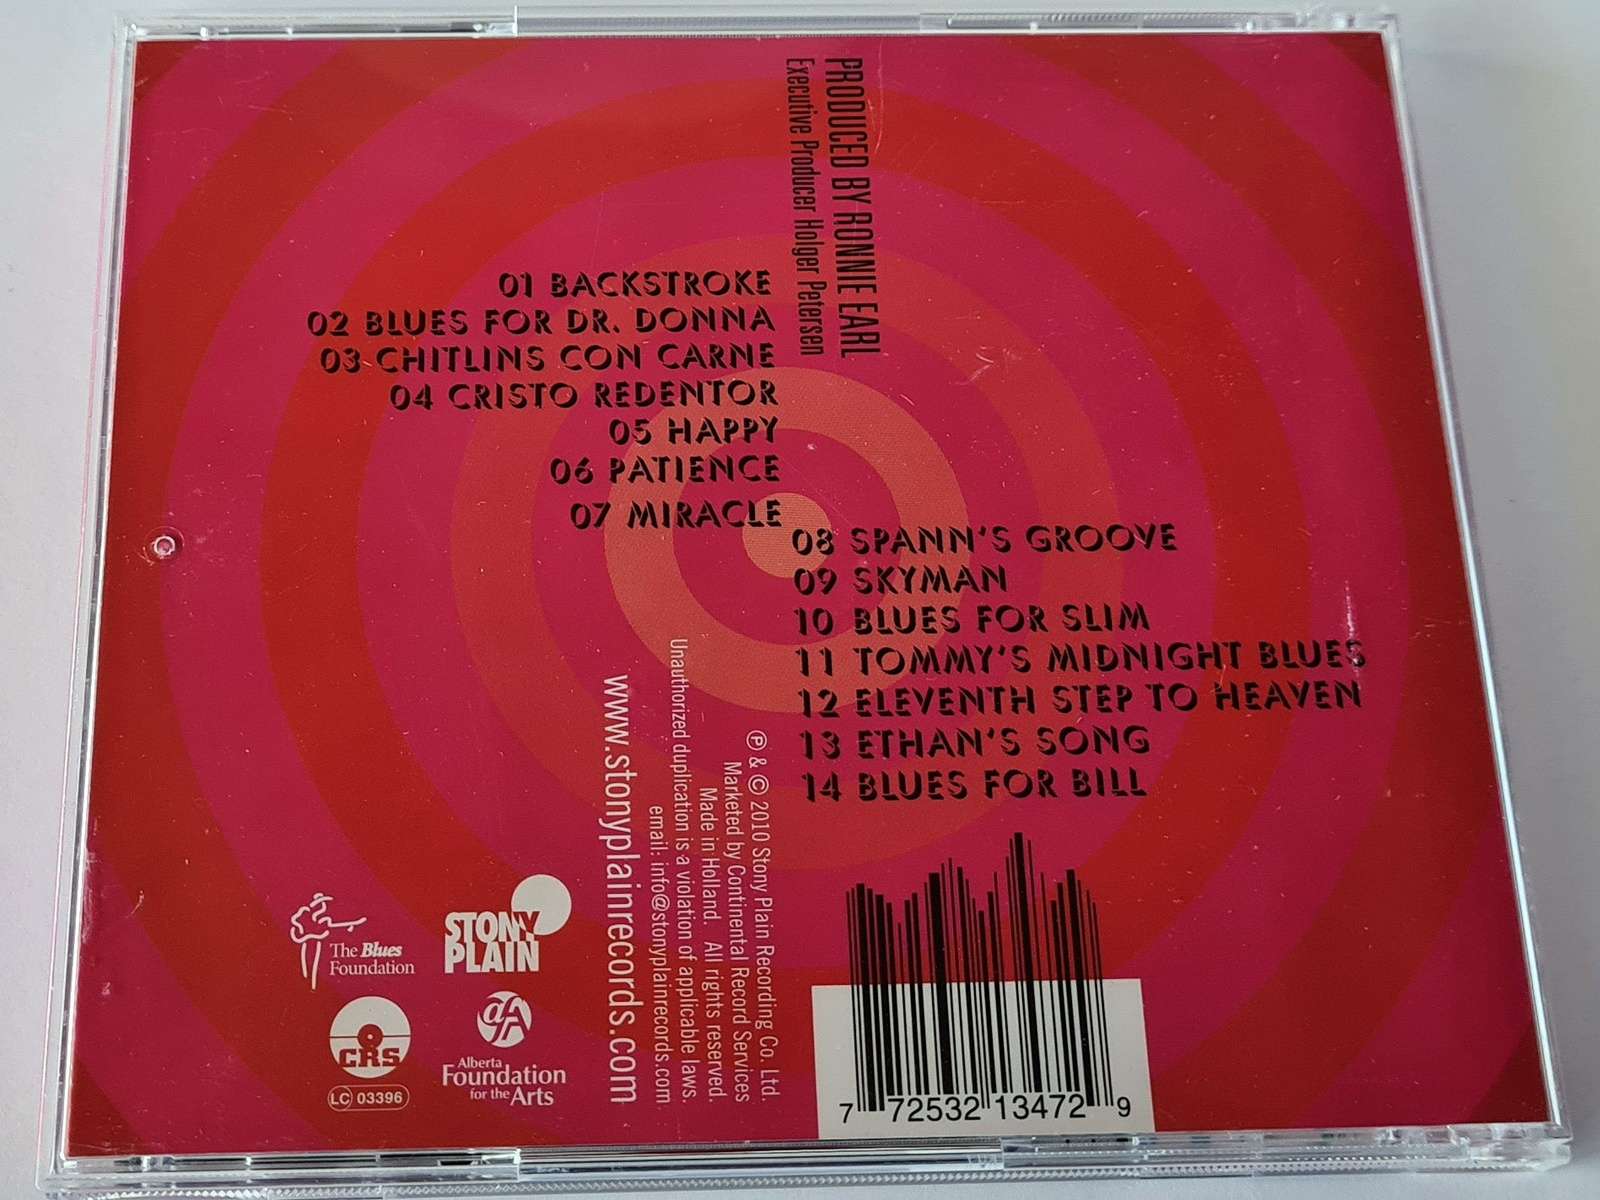 PRODUCED BY RONNIE EARL
Executive Producer Holger Petersen
01 BACKSTROKE
02 BLUES FOR DR. DONNA
03 CHITLINS CON CARNE
04 CRISTO REDENTOR
05 HAPPY
06 PATIENCE
07 MIRACLE
08 SPANN'S GROOVE
09 SKYMAN
10 BLUES FOR SLIM
11 TOMMY'S MIDNIGHT BLUES
12 ELEVENTH STEP TO HEAVEN
13 ETHAN'S SONG
14 BLUES FOR BILL
℗ & © 2010 Stony Plain Recording Co. Ltd.
Marketed by Continental Record Services
Made in Holland. All rights reserved.
Unauthorized duplication is a violation of applicable laws.
email: info@stonyplainrecords.com
www.stonyplainrecords.com
The Blues
Foundation
STONY
PLAIN
CRS
LC 03396
afA
Alberta
Foundation
for the Arts
7 72532 13472 9